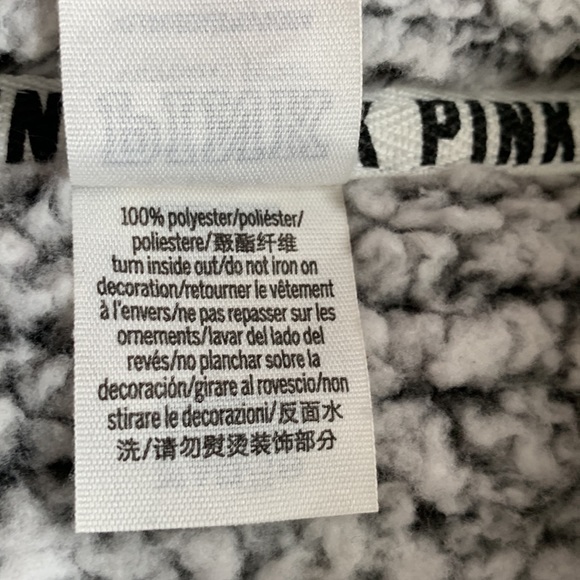 PINK
100% polyester/poliéster/
poliestere/聚酯纤维
turn inside out/do not iron on
decoration/retourner le vêtement
à l'envers/ne pas repasser sur les
ornements/lavar del lado del
revés/no planchar sobre la
decoración/girare al rovescio/non
stirare le decorazioni/反面水
洗/请勿熨烫装饰部分